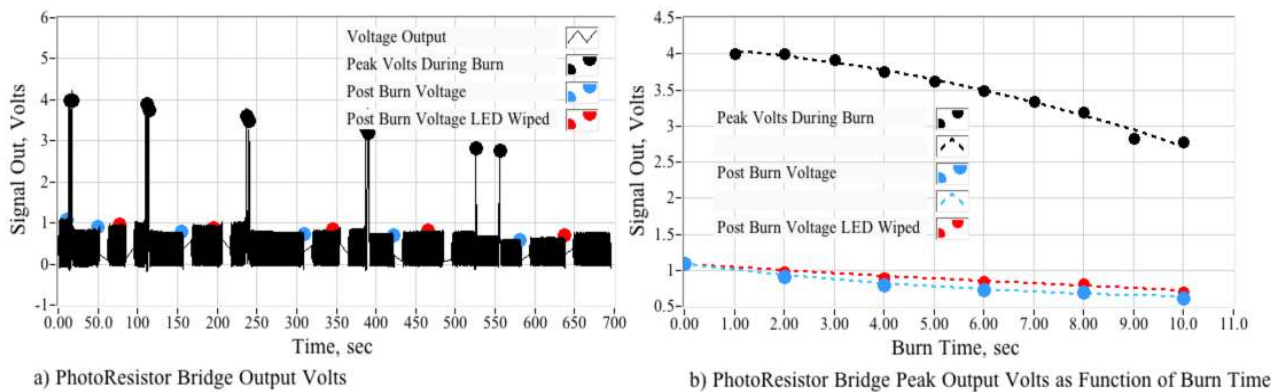 6
5
4
3
2
1
0
-1
Signal Out, Volts
0.00 50.0 100 150 200 250 300 350 400 450 500 550 600 650 700
Time, sec
Voltage Output
Peak Volts During Burn
Post Burn Voltage
Post Burn Voltage LED Wiped
a) PhotoResistor Bridge Output Volts
4.5
4
3.5
3
2.5
2
1.5
1
0.5
Signal Out, Volts
0.00 1.00 2.00 3.00 4.00 5.00 6.00 7.00 8.00 9.00 10.0 11.0
Burn Time, sec
Peak Volts During Burn
Post Burn Voltage
Post Burn Voltage LED Wiped
b) PhotoResistor Bridge Peak Output Volts as Function of Burn Time